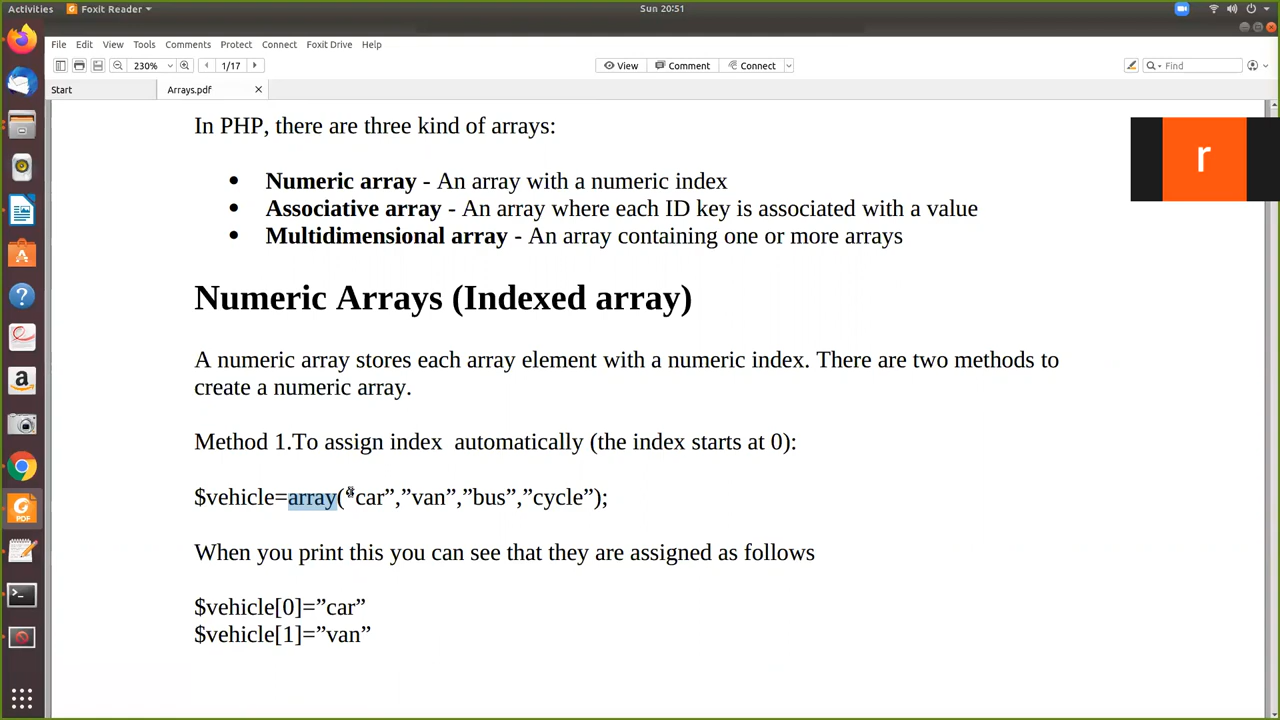 Activities
Foxit Reader
Sun 20:51
File Edit View Tools Comments Protect Connect Foxit Drive Help
230% 1/17 View Comment Connect Find
Start Arrays.pdf
In PHP, there are three kind of arrays:
• Numeric array - An array with a numeric index
• Associative array - An array where each ID key is associated with a value
• Multidimensional array - An array containing one or more arrays
r
Numeric Arrays (Indexed array)
A numeric array stores each array element with a numeric index. There are two methods to
create a numeric array.
Method 1.To assign index  automatically (the index starts at 0):
$vehicle=array(“car”,”van”,”bus”,”cycle”);
When you print this you can see that they are assigned as follows
$vehicle[0]=”car”
$vehicle[1]=”van”
PDF